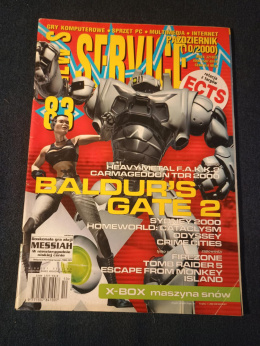 GRY KOMPUTEROWE • SPRZĘT PC • MULTIMEDIA • INTERNET
PAŹDZIERNIK
(10/2000)
SERVICE
relacja
z targów
ECTS
83
HEAVY METAL F.A.K.K.2
CARMAGEDDON TDR 2000
BALDUR'S
GATE 2
SYDNEY 2000
HOMEWORLD: CATACLYSM
ODYSSEY
CRIME CITIES
FIREZONE
TOMB RAIDER 5
ESCAPE FROM MONKEY
ISLAND
MESSIAH
X-BOX maszyna snów